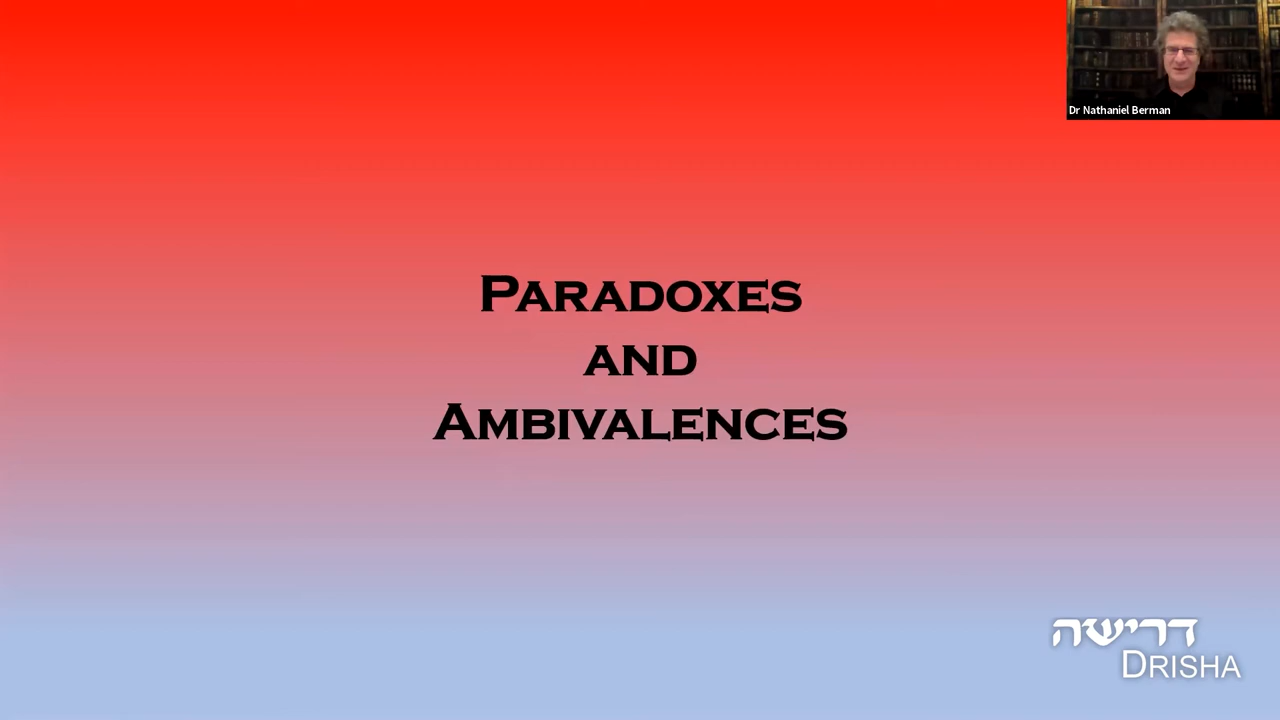 Dr Nathaniel Berman
PARADOXES
AND
AMBIVALENCES
דרישה
DRISHA